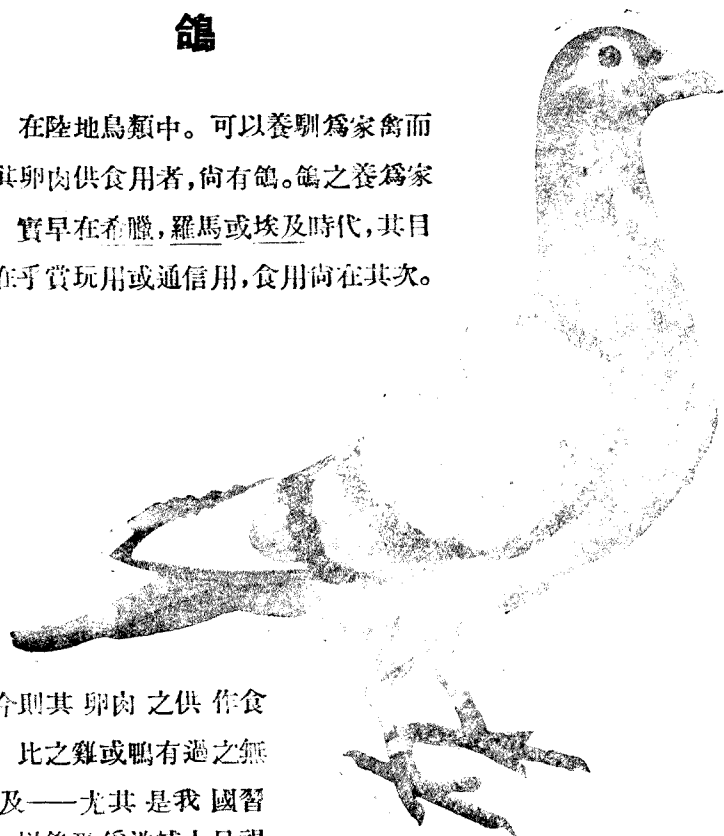 鴿
在陸地鳥類中。可以養馴爲家禽而
其卵肉供食用者,尙有鴿。鴿之養爲家
實早在希臘,羅馬或埃及時代,其目
在乎賞玩用或通信用,食用尙在其次。
今則其卵肉之供作食
比之雞或鴨有過之無
及——尤其是我國習